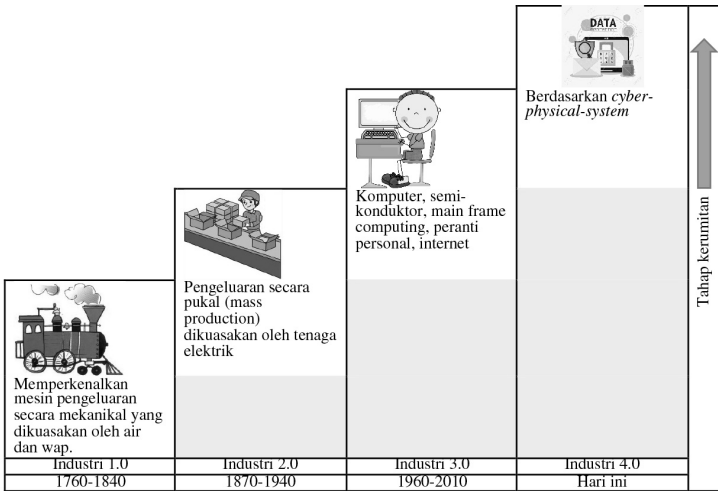 DATA
Berdasarkan cyber-
physical-system
Komputer, semi-
konduktor, main frame
computing, peranti
personal, internet
Pengeluaran secara
pukal (mass
production)
dikuasakan oleh tenaga
elektrik
Memperkenalkan
mesin pengeluaran
secara mekanikal yang
dikuasakan oleh air
dan wap.
Tahap kerumitan
Industri 1.0 Industri 2.0 Industri 3.0 Industri 4.0
1760-1840 1870-1940 1960-2010 Hari ini